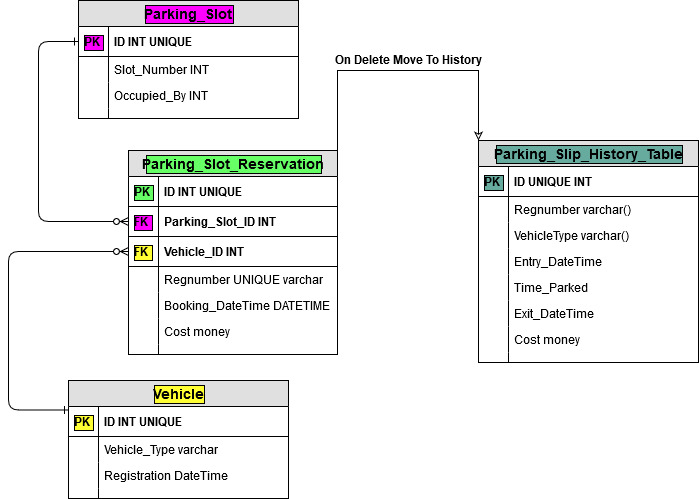 Parking_Slot
PK ID INT UNIQUE
Slot_Number INT
Occupied_By INT
On Delete Move To History
Parking_Slot_Reservation
PK ID INT UNIQUE
FK Parking_Slot_ID INT
FK Vehicle_ID INT
Regnumber UNIQUE varchar
Booking_DateTime DATETIME
Cost money
Parking_Slip_History_Table
PK ID UNIQUE INT
Regnumber varchar()
VehicleType varchar()
Entry_DateTime
Time_Parked
Exit_DateTime
Cost money
Vehicle
PK ID INT UNIQUE
Vehicle_Type varchar
Registration DateTime